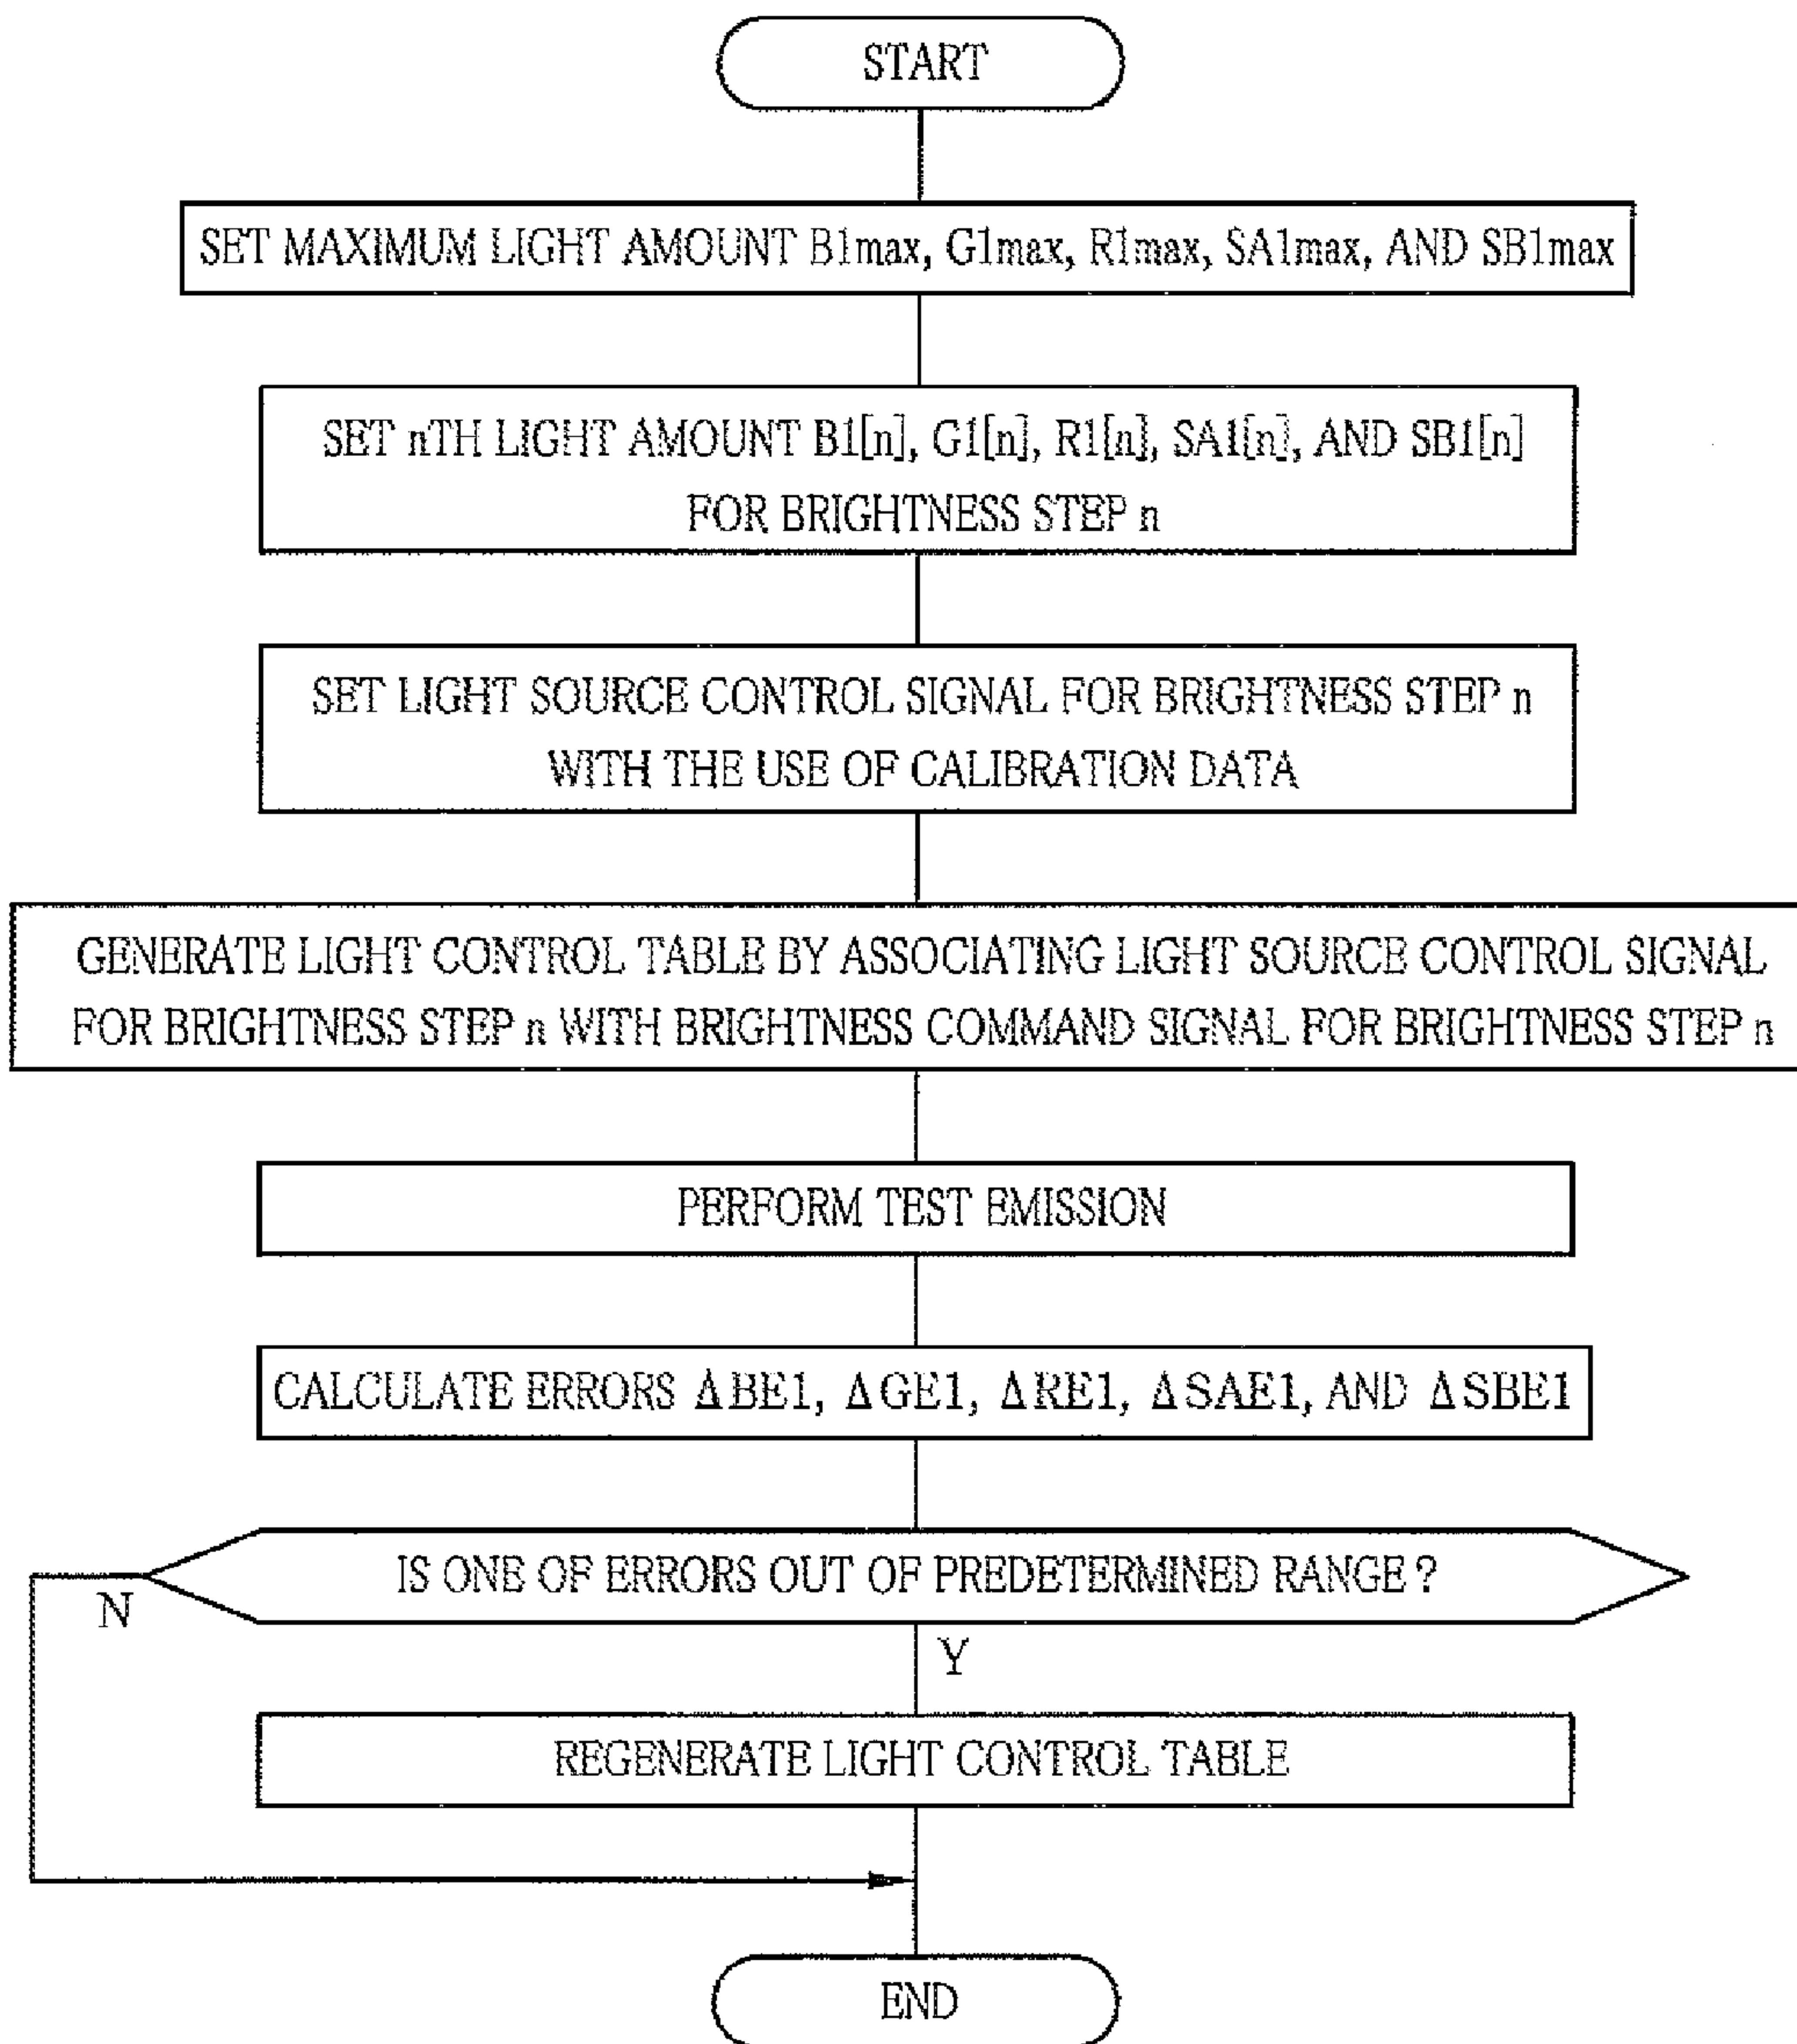 START
SET MAXIMUM LIGHT AMOUNT B1max, G1max, R1max, SA1max, AND SB1max
SET nTH LIGHT AMOUNT B1[n], G1[n], R1[n], SA1[n], AND SB1[n]
FOR BRIGHTNESS STEP n
SET LIGHT SOURCE CONTROL SIGNAL FOR BRIGHTNESS STEP n
WITH THE USE OF CALIBRATION DATA
GENERATE LIGHT CONTROL TABLE BY ASSOCIATING LIGHT SOURCE CONTROL SIGNAL
FOR BRIGHTNESS STEP n WITH BRIGHTNESS COMMAND SIGNAL FOR BRIGHTNESS STEP n
PERFORM TEST EMISSION
CALCULATE ERRORS ΔBE1, ΔGE1, ΔRE1, ΔSAE1, AND ΔSBE1
IS ONE OF ERRORS OUT OF PREDETERMINED RANGE?
N
Y
REGENERATE LIGHT CONTROL TABLE
END